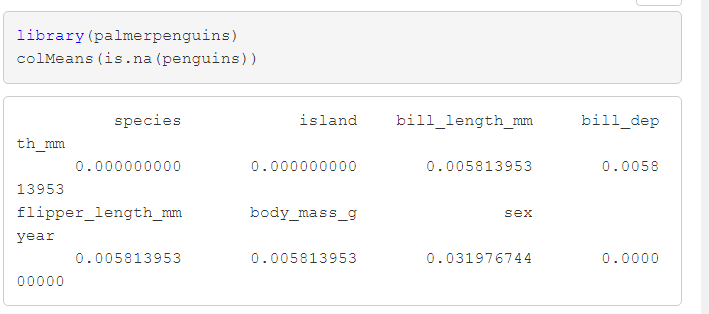 library(palmerpenguins)
colMeans(is.na(penguins))
species island bill_length_mm bill_dep
th_mm
0.000000000 0.000000000 0.005813953 0.0058
13953
flipper_length_mm body_mass_g sex
year
0.005813953 0.005813953 0.031976744 0.0000
00000